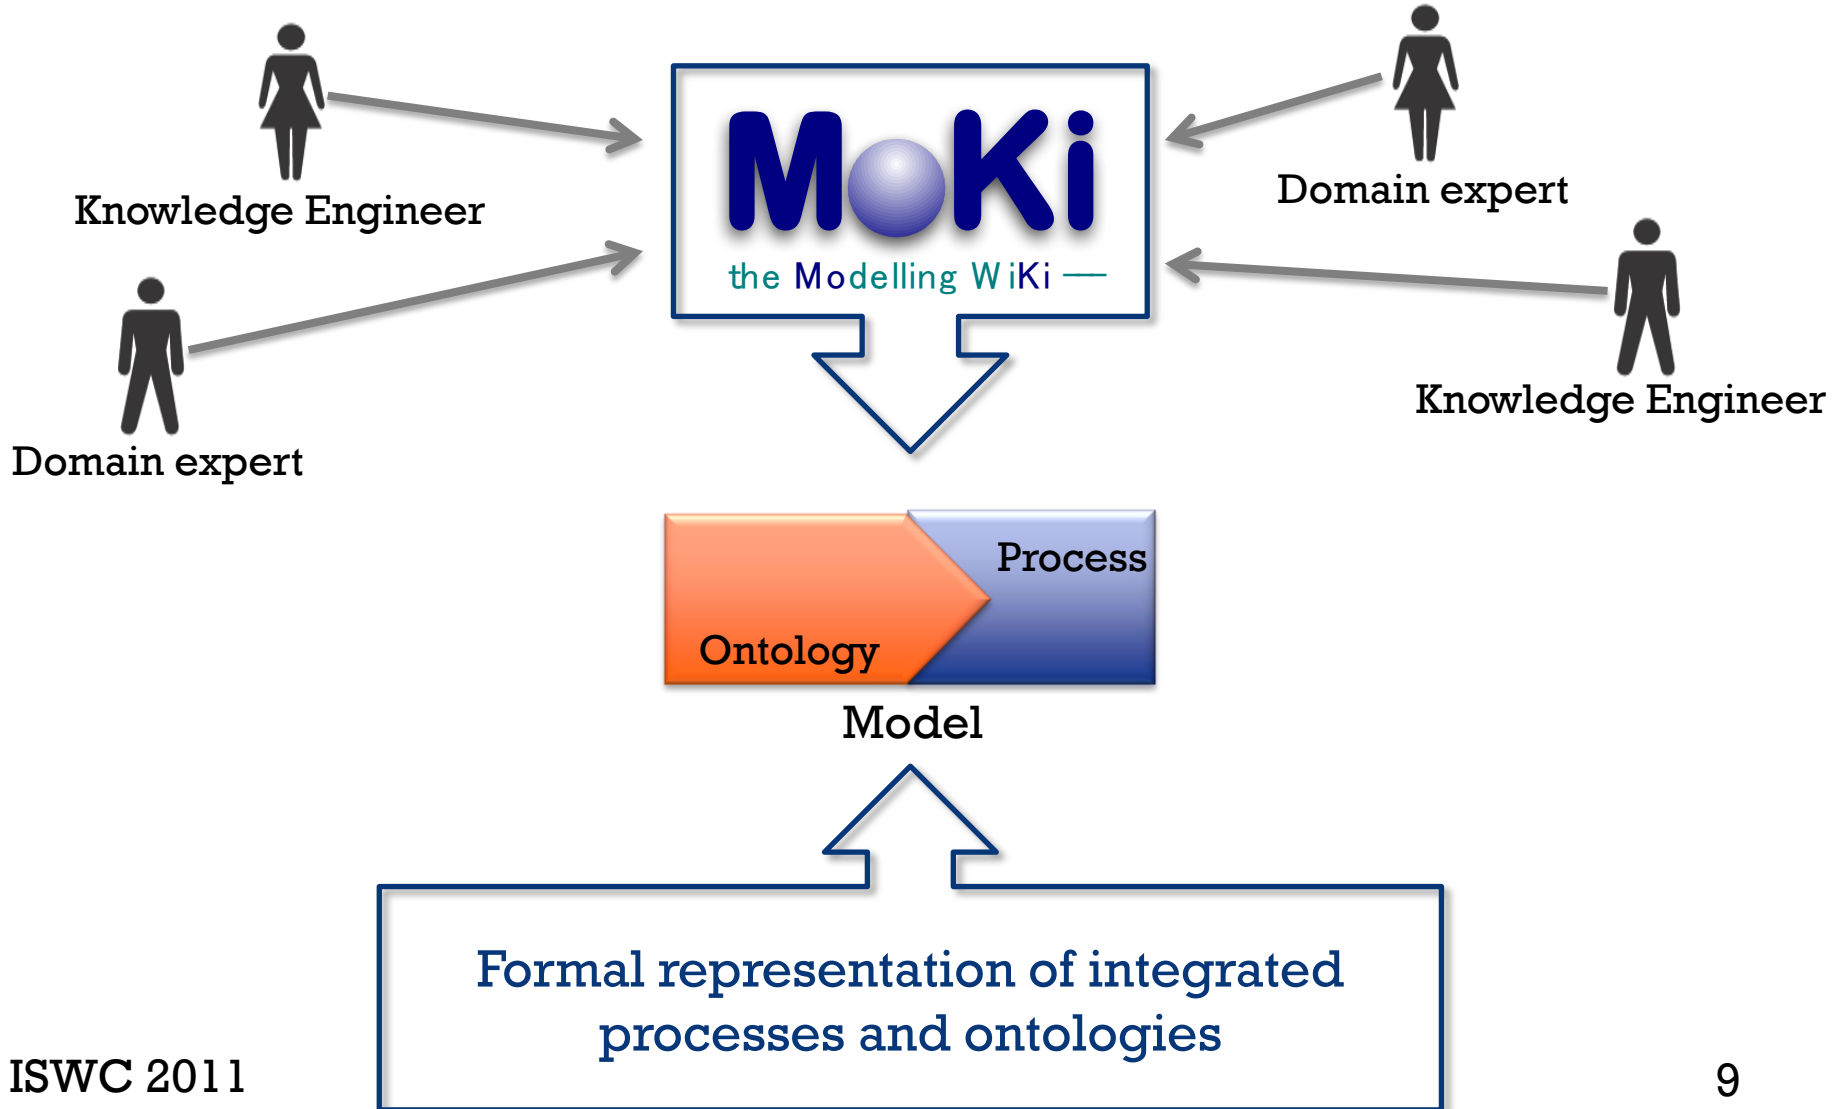 Knowledge Engineer
Domain expert
MoKi
the Modelling WiKi
Domain expert
Knowledge Engineer
Process
Ontology
Model
Formal representation of integrated
processes and ontologies
ISWC 2011
9